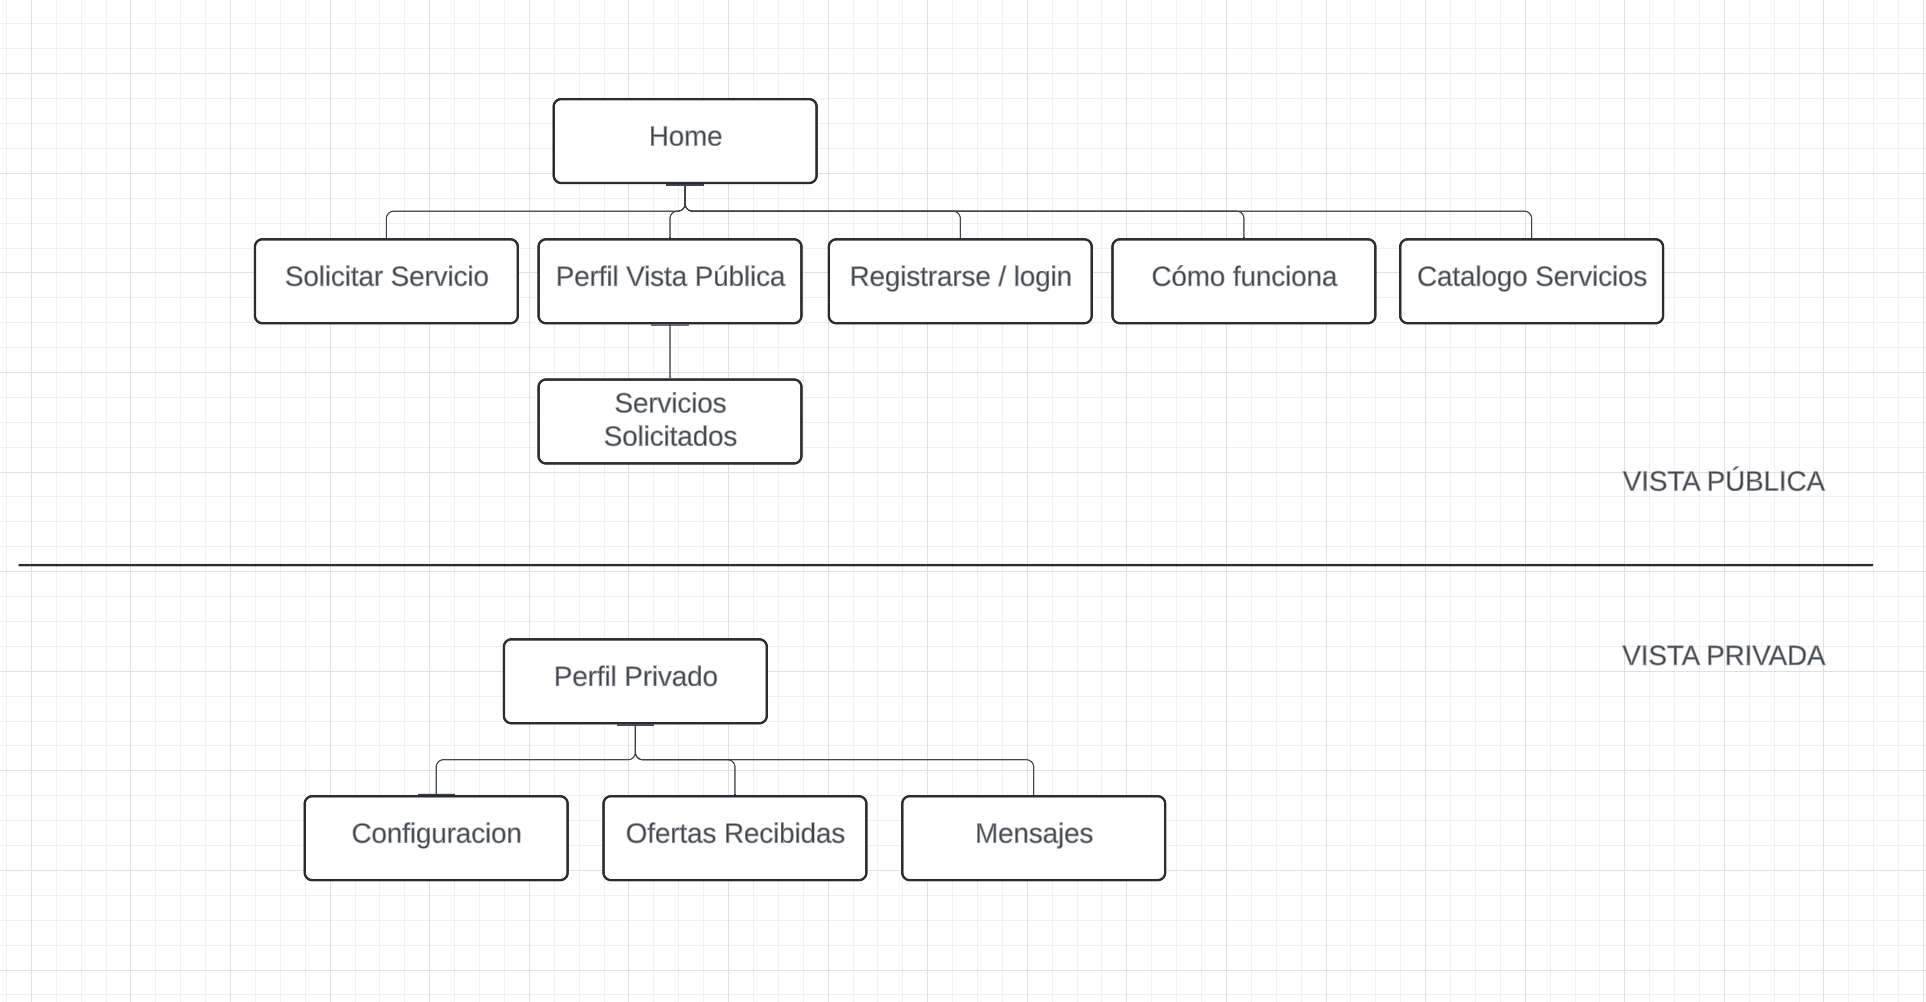 Home
Solicitar Servicio
Perfil Vista Pública
Registrarse / login
Cómo funciona
Catalogo Servicios
Servicios
Solicitados
VISTA PÚBLICA
VISTA PRIVADA
Perfil Privado
Configuracion
Ofertas Recibidas
Mensajes